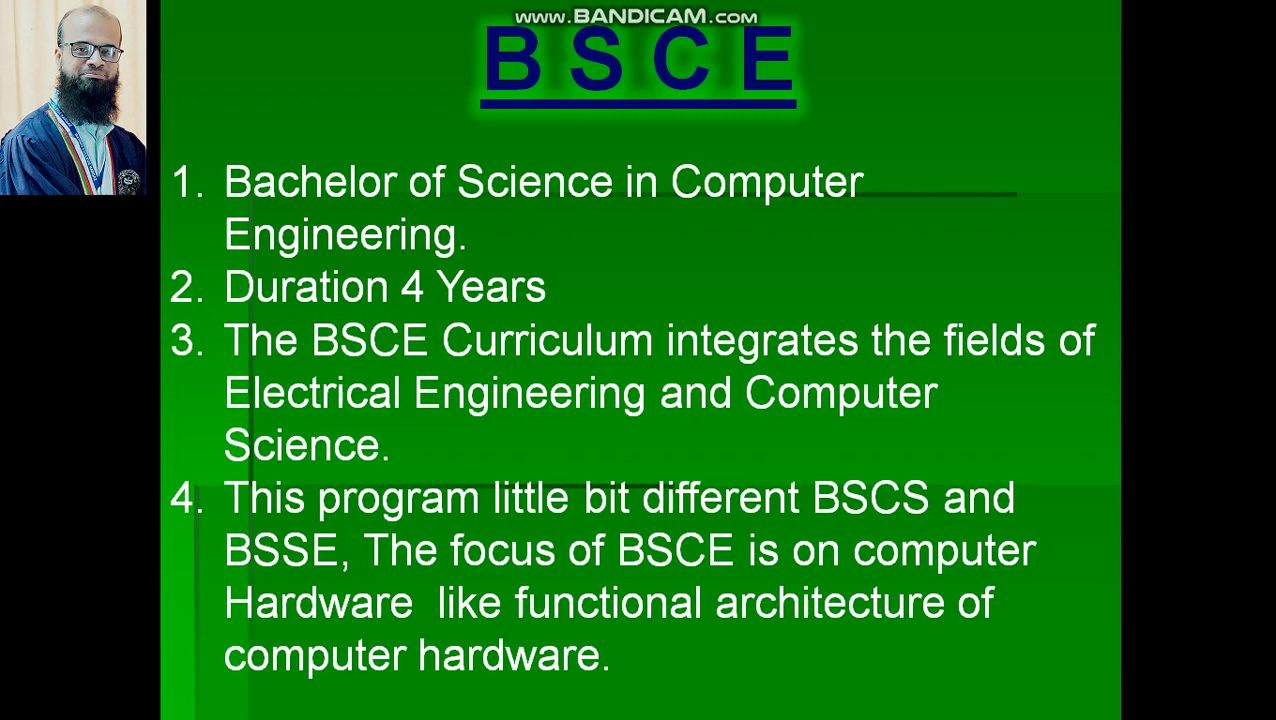 www.BANDICAM.com
B S C E
1. Bachelor of Science in Computer
Engineering.
2. Duration 4 Years
3. The BSCE Curriculum integrates the fields of
Electrical Engineering and Computer
Science.
4. This program little bit different BSCS and
BSSE, The focus of BSCE is on computer
Hardware  like functional architecture of
computer hardware.